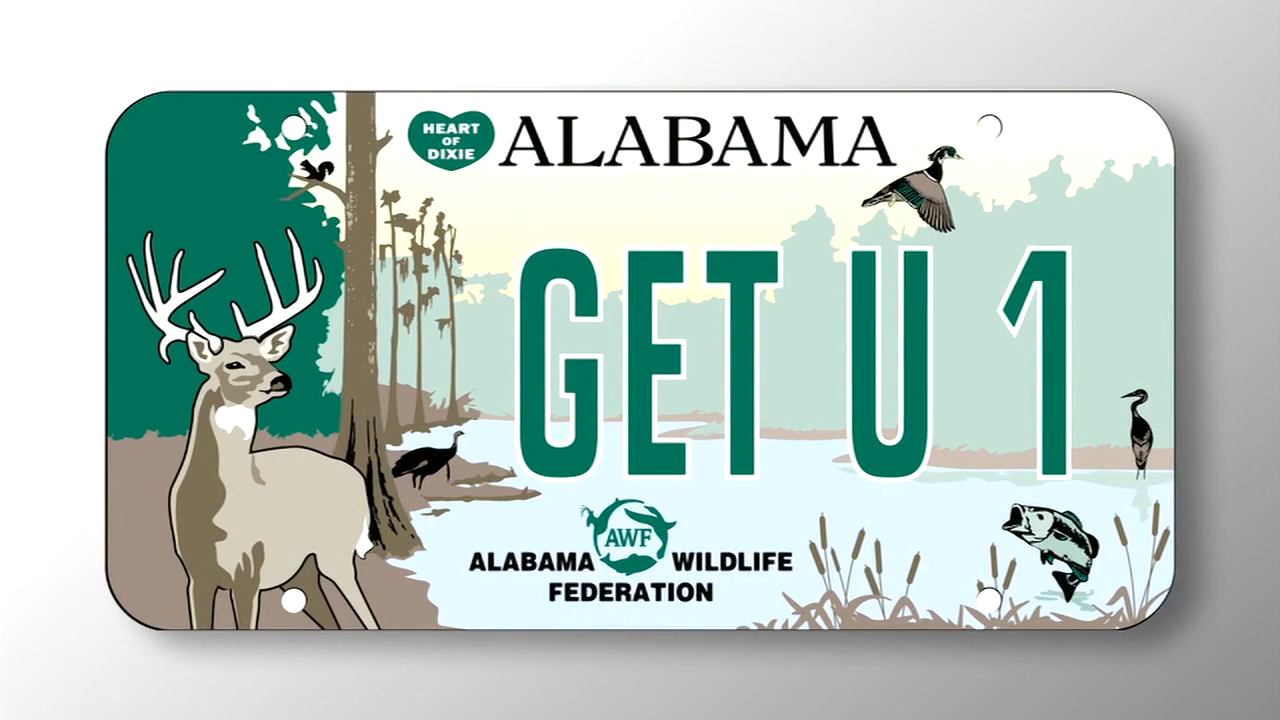 HEART
OF
DIXIE
ALABAMA
GET U 1
AWF
ALABAMA WILDLIFE
FEDERATION